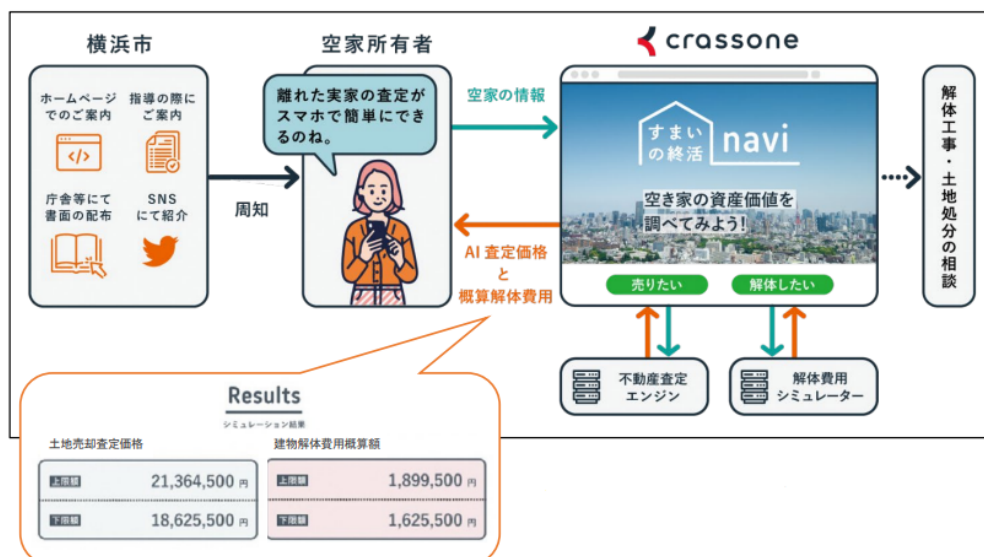 横浜市
ホームページ
でのご案内
指導の際に
ご案内
庁舎等にて
書面の配布
SNS
にて紹介
周知
空家所有者
離れた実家の査定が
スマホで簡単にでき
るのね。
空家の情報
AI 査定価格
と
概算解体費用
crassone
すまい
の終活
navi
空き家の資産価値を
調べてみよう!
売りたい
解体したい
不動産査定
エンジン
解体費用
シミュレーター
解体工事・土地処分の相談
Results
シミュレーション結果
土地売却査定価格
上限額 21,364,500 円
下限額 18,625,500 円
建物解体費用概算額
上限額 1,899,500 円
下限額 1,625,500 円